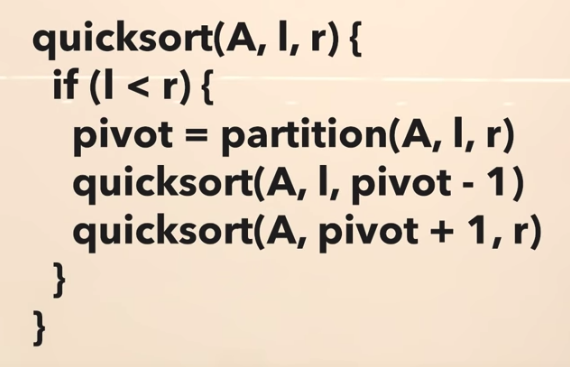 quicksort(A, l, r) {
if (l < r) {
pivot = partition(A, l, r)
quicksort(A, l, pivot - 1)
quicksort(A, pivot + 1, r)
}
}